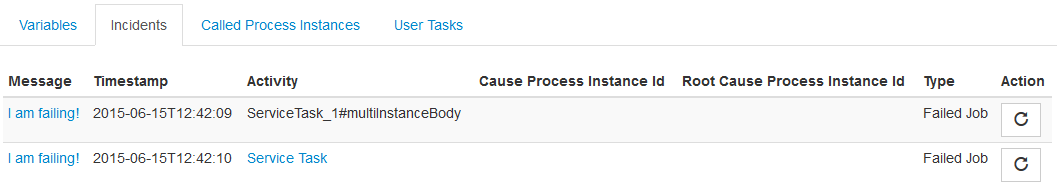 Variables Incidents Called Process Instances User Tasks
Message Timestamp Activity Cause Process Instance Id Root Cause Process Instance Id Type Action
I am failing! 2015-06-15T12:42:09 ServiceTask_1#multiInstanceBody Failed Job
I am failing! 2015-06-15T12:42:10 Service Task Failed Job